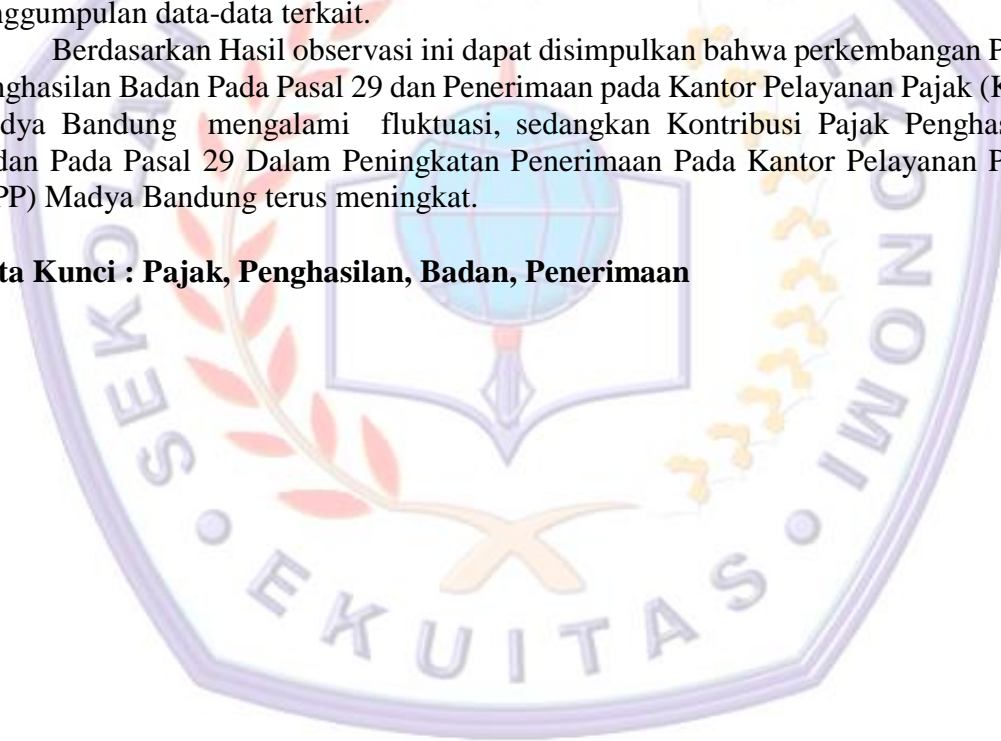 nggumpulan data-data terkait.
Berdasarkan Hasil observasi ini dapat disimpulkan bahwa perkembangan P
nghasilan Badan Pada Pasal 29 dan Penerimaan pada Kantor Pelayanan Pajak (K
dya Bandung mengalami fluktuasi, sedangkan Kontribusi Pajak Penghas
dan Pada Pasal 29 Dalam Peningkatan Penerimaan Pada Kantor Pelayanan P
PP) Madya Bandung terus meningkat.
ta Kunci : Pajak, Penghasilan, Badan, Penerimaan
SEKOLAH
EKONOMI
EKUITAS